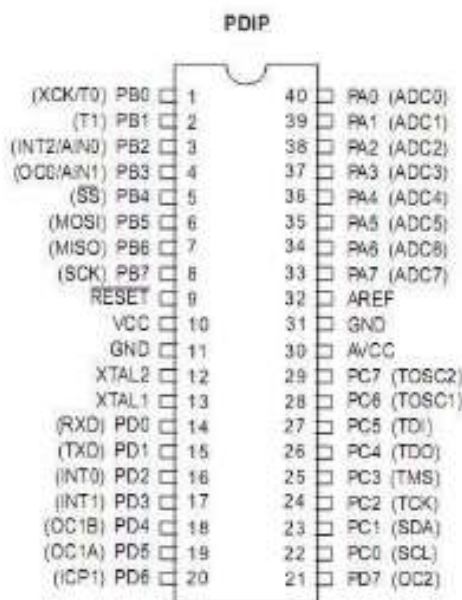 PDIP
(XCK/T0) PB0 1 40 PA0 (ADC0)
(T1) PB1 2 39 PA1 (ADC1)
(INT2/AIN0) PB2 3 38 PA2 (ADC2)
(OC0/AIN1) PB3 4 37 PA3 (ADC3)
(SS) PB4 5 36 PA4 (ADC4)
(MOSI) PB5 6 35 PA5 (ADC5)
(MISO) PB6 7 34 PA6 (ADC6)
(SCK) PB7 8 33 PA7 (ADC7)
RESET 9 32 AREF
VCC 10 31 GND
GND 11 30 AVCC
XTAL2 12 29 PC7 (TOSC2)
XTAL1 13 28 PC6 (TOSC1)
(RXD) PD0 14 27 PC5 (TDI)
(TXD) PD1 15 26 PC4 (TDO)
(INT0) PD2 16 25 PC3 (TMS)
(INT1) PD3 17 24 PC2 (TCK)
(OC1B) PD4 18 23 PC1 (SDA)
(OC1A) PD5 19 22 PC0 (SCL)
(ICP1) PD6 20 21 PD7 (OC2)